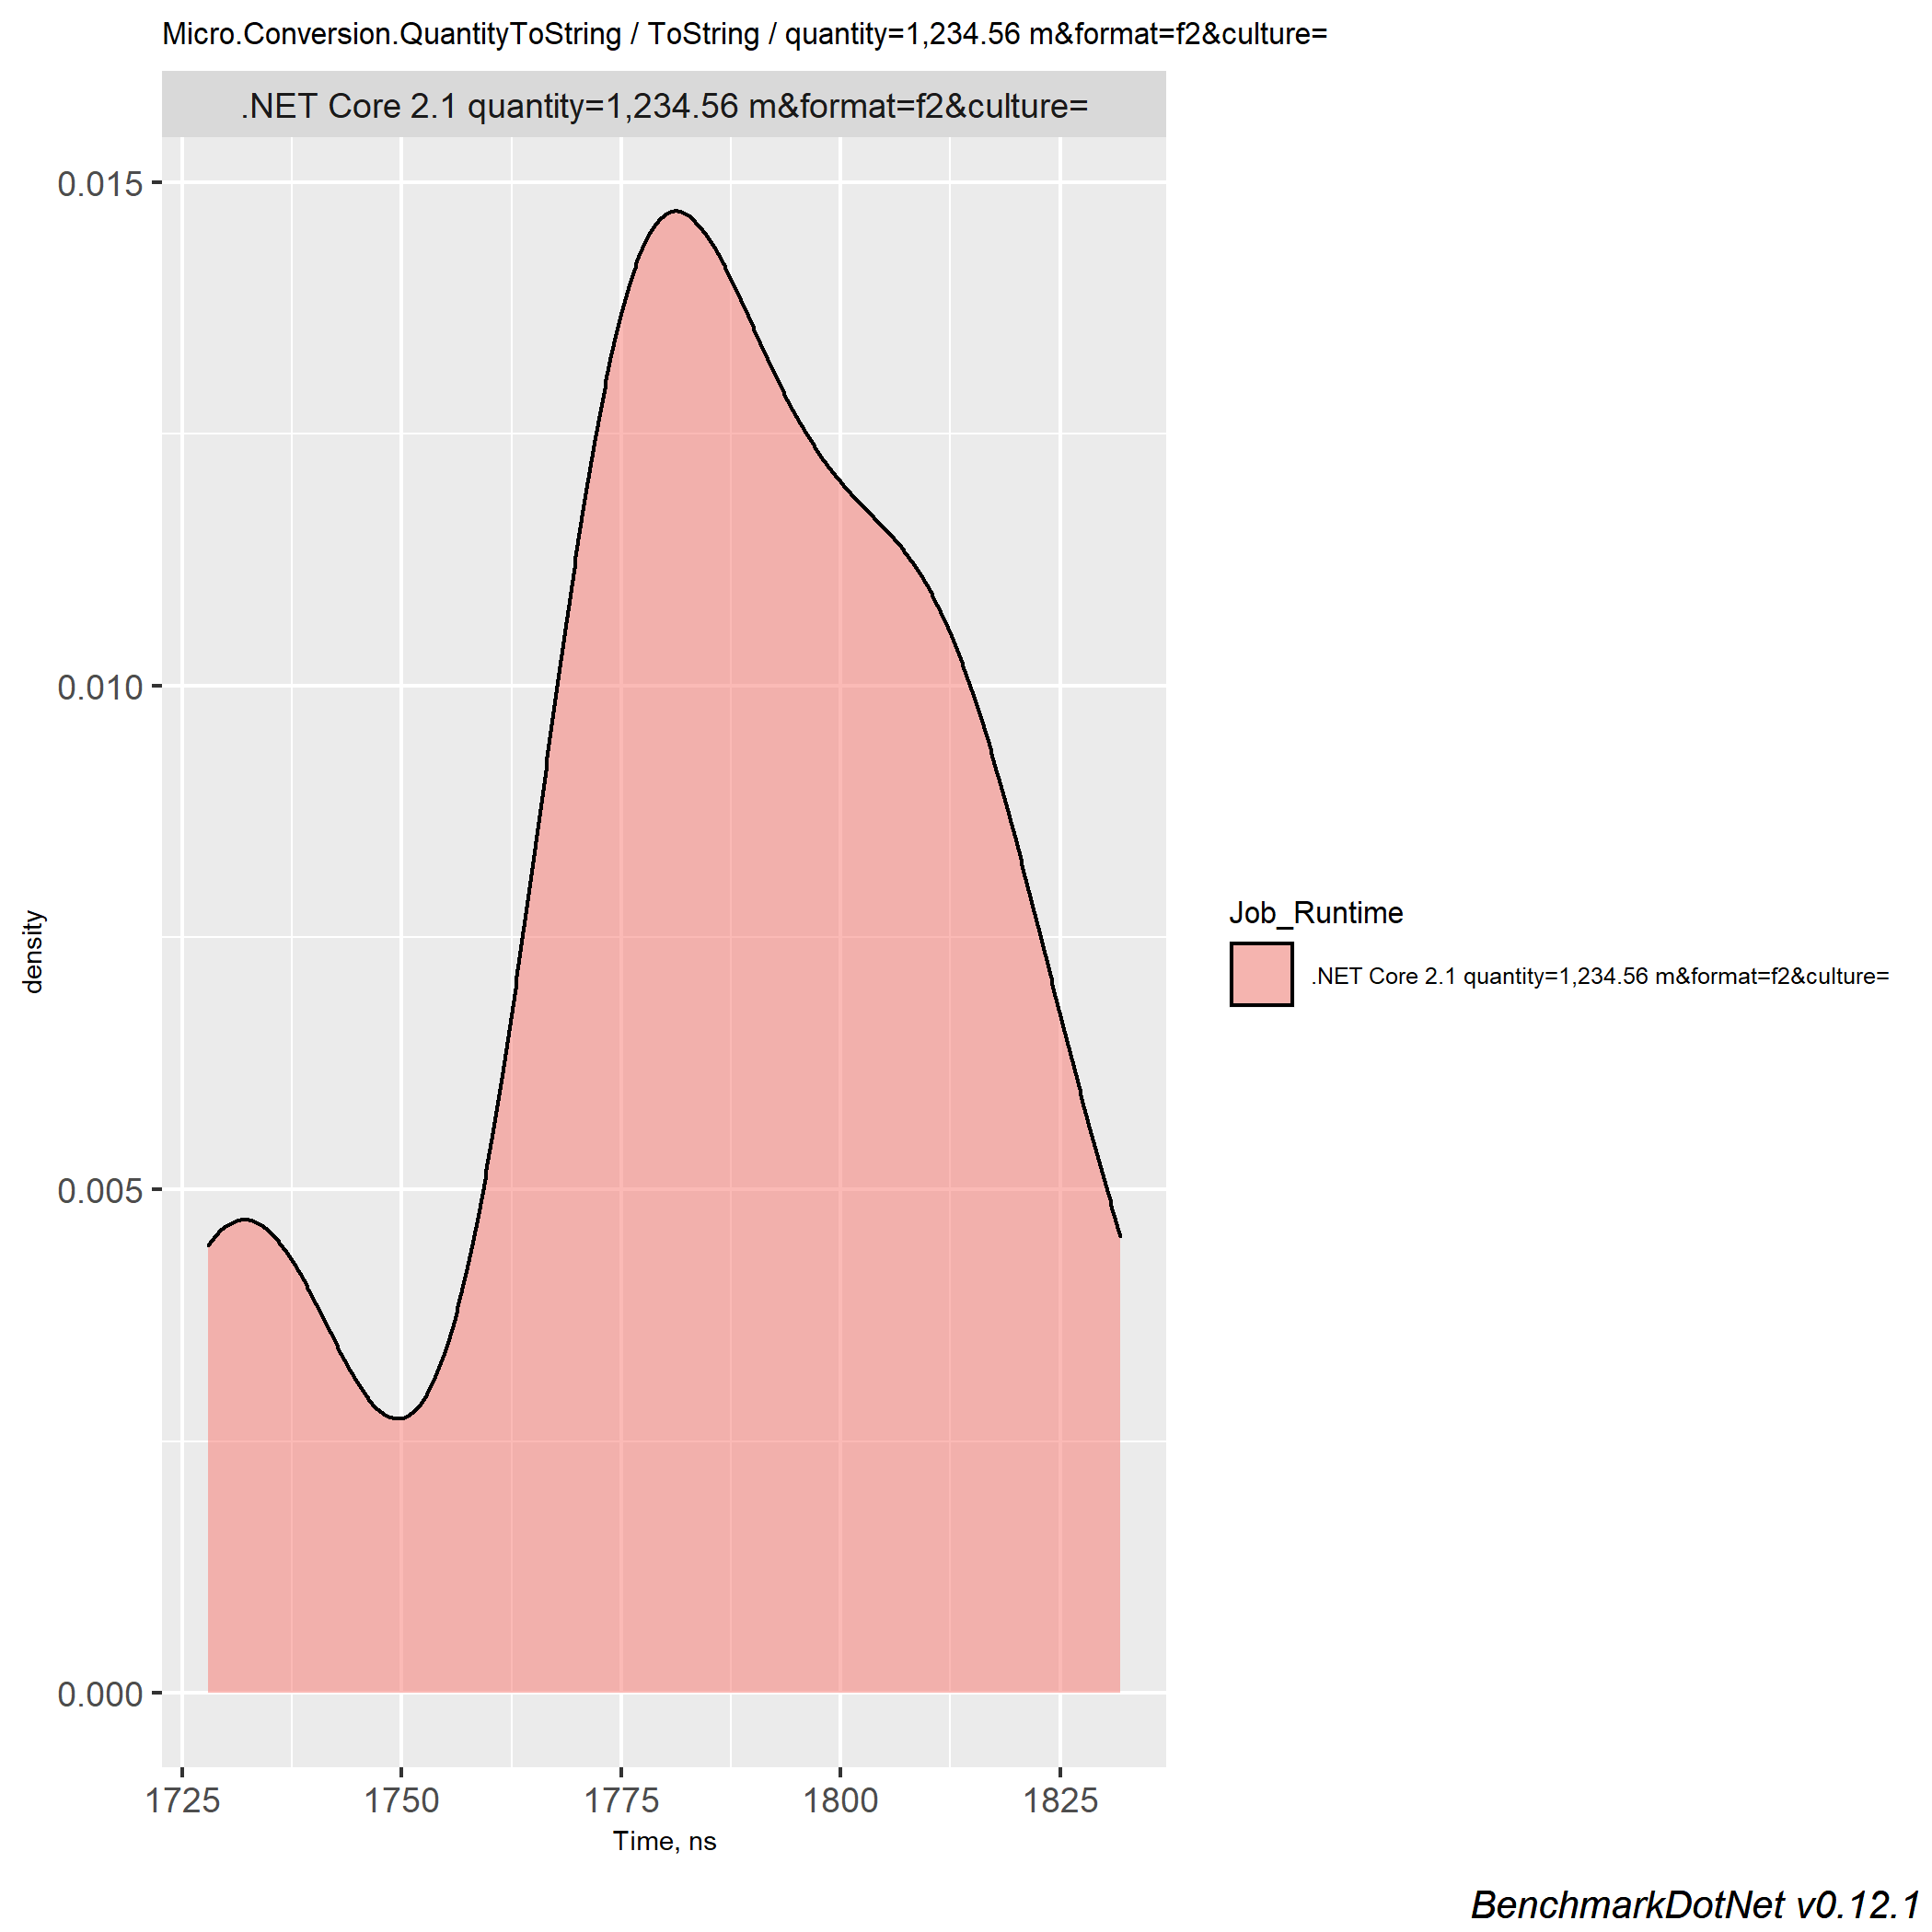 Micro.Conversion.QuantityToString / ToString / quantity=1,234.56 m&format=f2&culture=
.NET Core 2.1 quantity=1,234.56 m&format=f2&culture=
0.015
0.010
0.005
0.000
density
1725 1750 1775 1800 1825
Time, ns
Job_Runtime
.NET Core 2.1 quantity=1,234.56 m&format=f2&culture=
BenchmarkDotNet v0.12.1